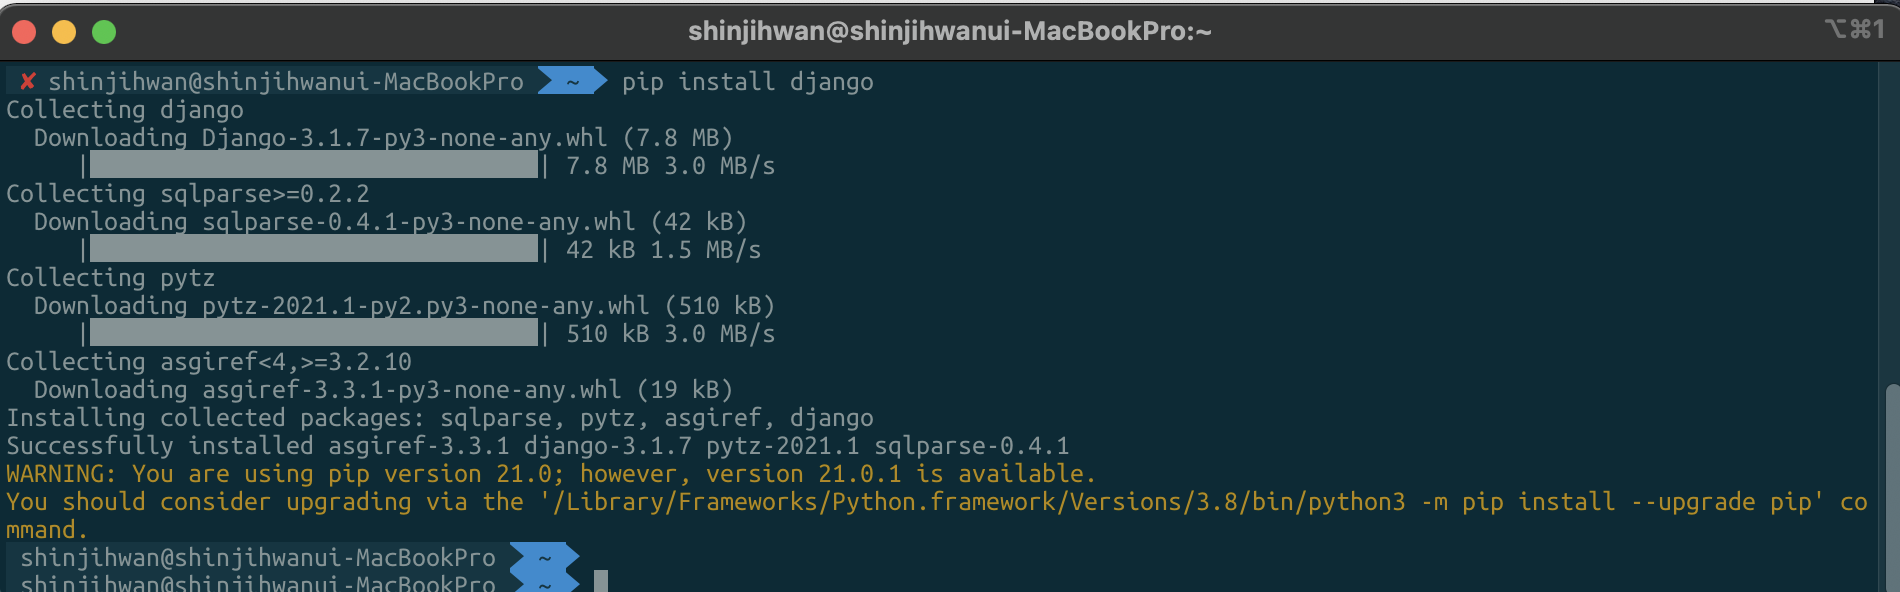 shinjihwan@shinjihwanui-MacBookPro:~
⌥⌘1
✘ shinjihwan@shinjihwanui-MacBookPro ~ pip install django
Collecting django
Downloading Django-3.1.7-py3-none-any.whl (7.8 MB)
| | 7.8 MB 3.0 MB/s
Collecting sqlparse>=0.2.2
Downloading sqlparse-0.4.1-py3-none-any.whl (42 kB)
| | 42 kB 1.5 MB/s
Collecting pytz
Downloading pytz-2021.1-py2.py3-none-any.whl (510 kB)
| | 510 kB 3.0 MB/s
Collecting asgiref<4,>=3.2.10
Downloading asgiref-3.3.1-py3-none-any.whl (19 kB)
Installing collected packages: sqlparse, pytz, asgiref, django
Successfully installed asgiref-3.3.1 django-3.1.7 pytz-2021.1 sqlparse-0.4.1
WARNING: You are using pip version 21.0; however, version 21.0.1 is available.
You should consider upgrading via the '/Library/Frameworks/Python.framework/Versions/3.8/bin/python3 -m pip install --upgrade pip' co
mmand.
shinjihwan@shinjihwanui-MacBookPro ~
shinjihwan@shinjihwanui-MacBookPro ~